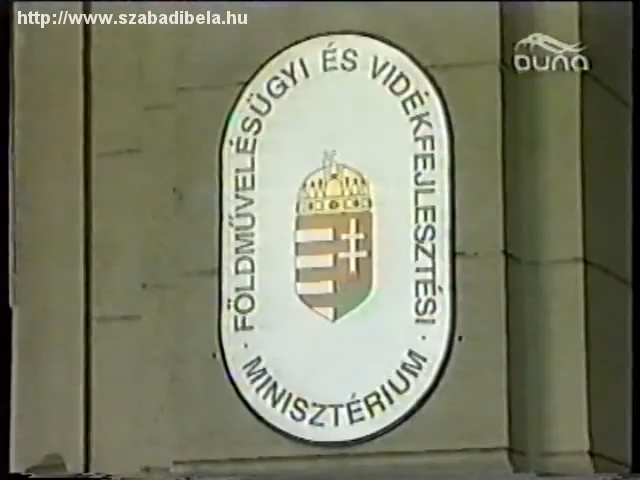 http://www.szabadibela.hu
DUNA
FÖLDMŰVELÉSÜGYI ÉS VIDÉKFEJLESZTÉSI
· MINISZTÉRIUM ·